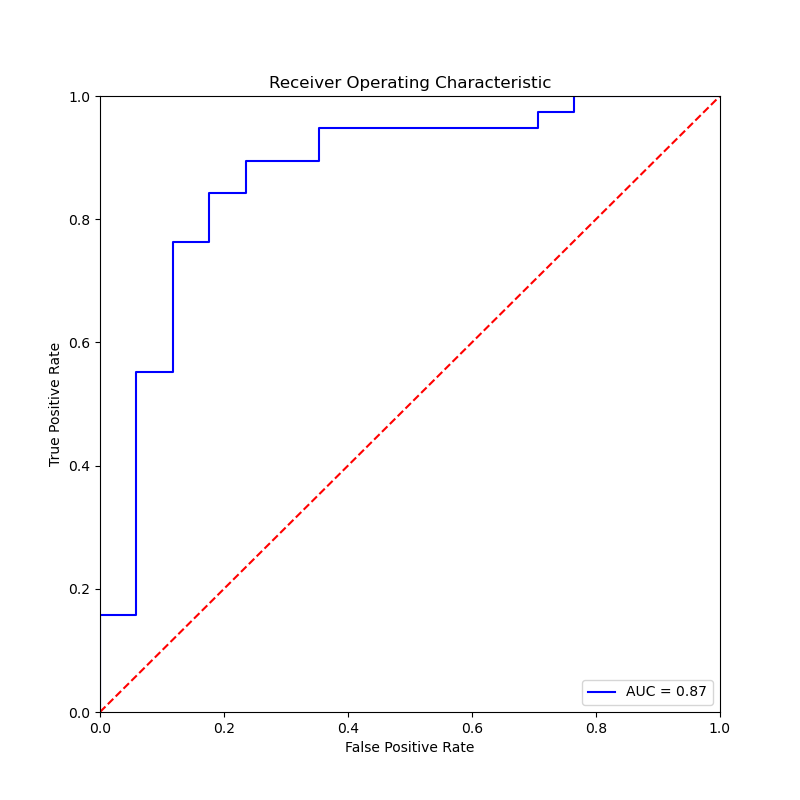 Receiver Operating Characteristic
1.0
0.8
0.6
0.4
0.2
0.0
True Positive Rate
AUC = 0.87
0.0 0.2 0.4 0.6 0.8 1.0
False Positive Rate